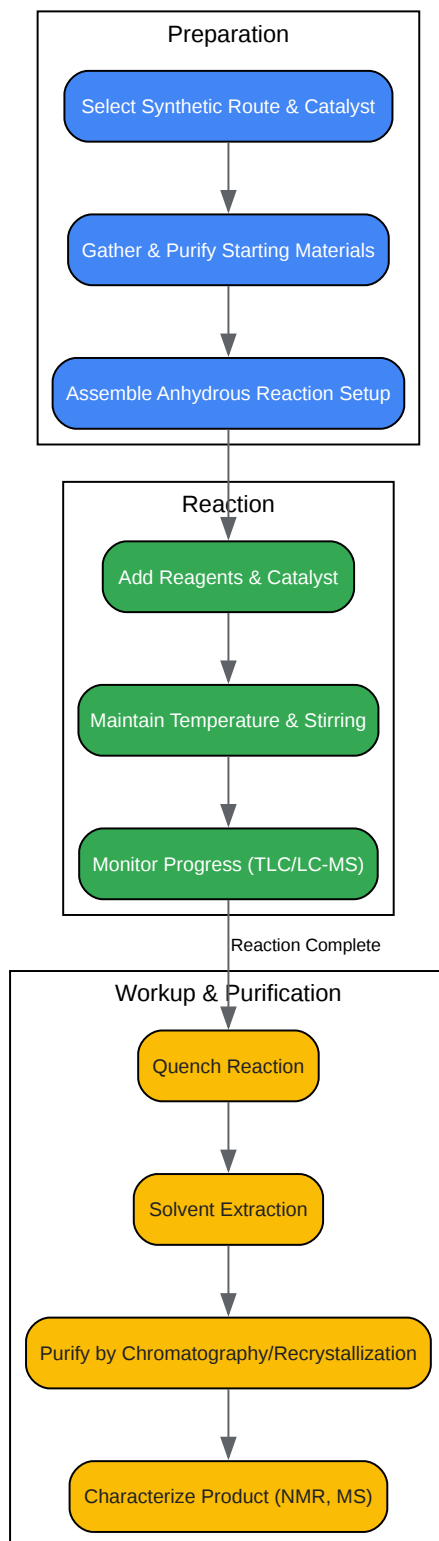 Preparation
Select Synthetic Route & Catalyst
Gather & Purify Starting Materials
Assemble Anhydrous Reaction Setup
Reaction
Add Reagents & Catalyst
Maintain Temperature & Stirring
Monitor Progress (TLC/LC-MS)
Reaction Complete
Workup & Purification
Quench Reaction
Solvent Extraction
Purify by Chromatography/Recrystallization
Characterize Product (NMR, MS)